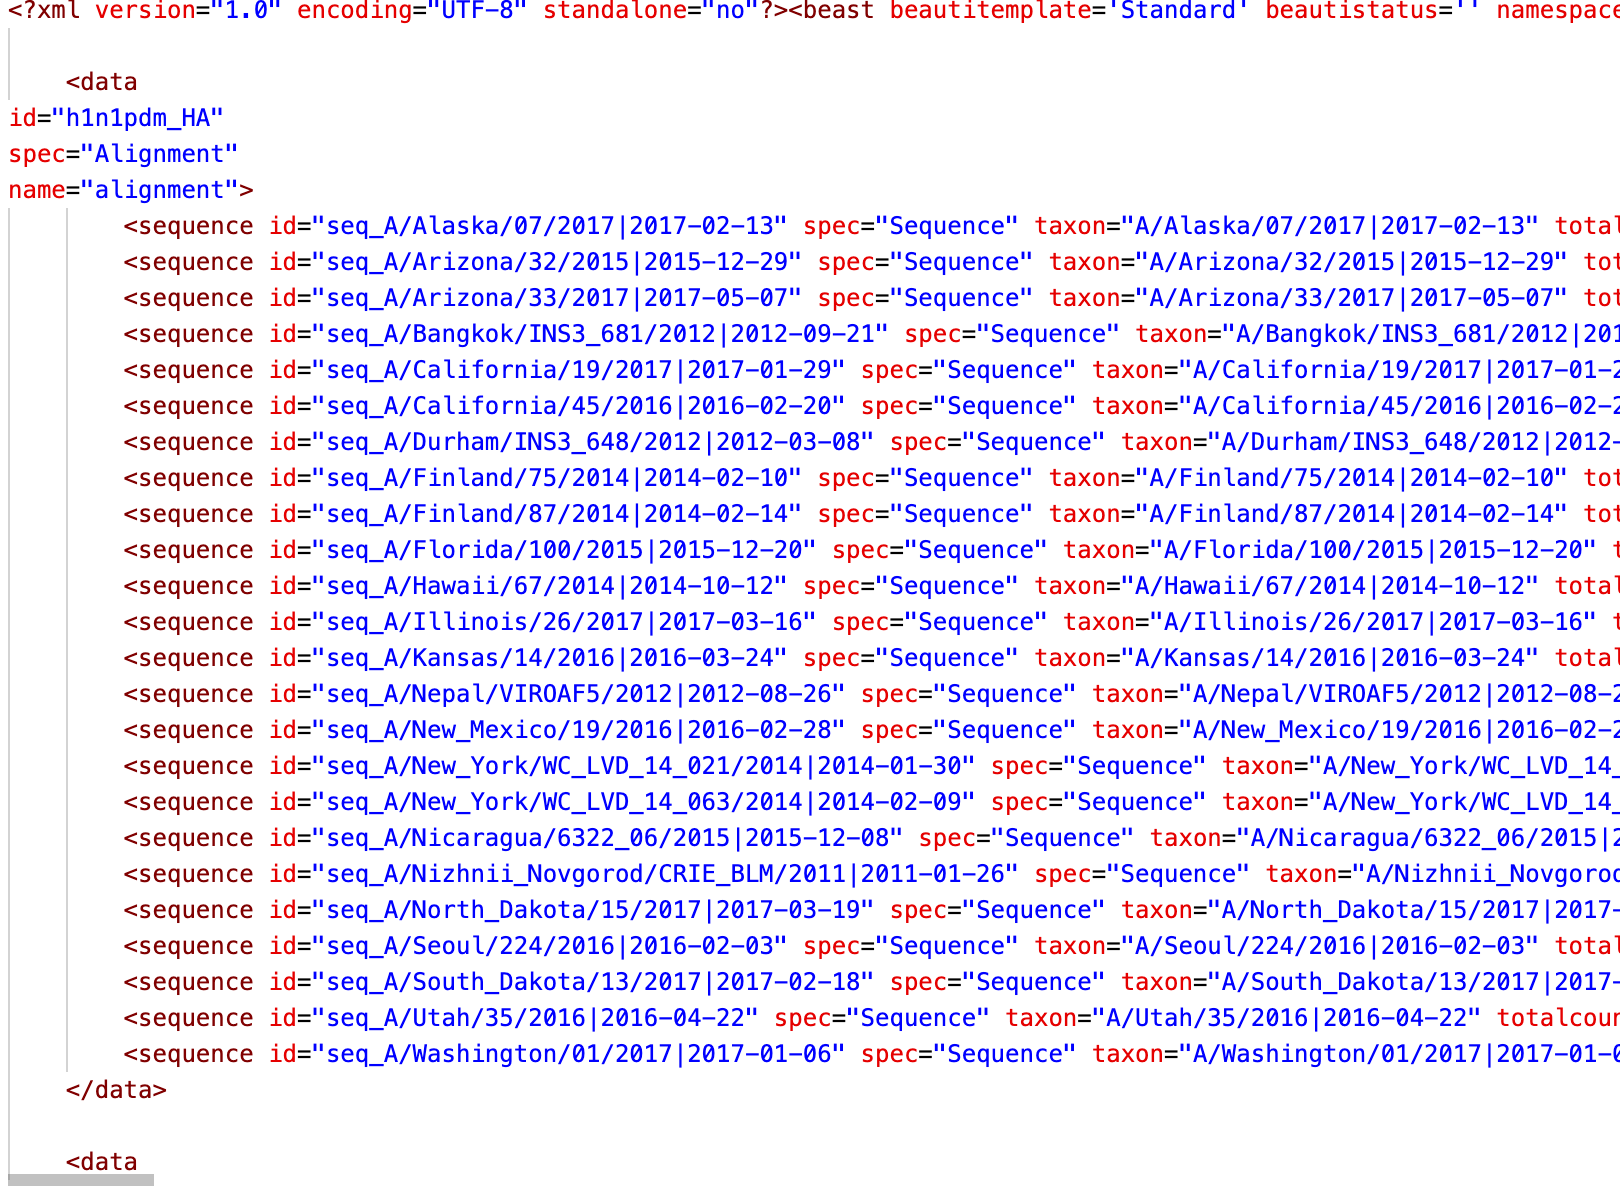 <?xml version="1.0" encoding="UTF-8" standalone="no"?><beast beautitemplate='Standard' beautistatus='' namespace
<data
id="h1n1pdm_HA"
spec="Alignment"
name="alignment">
<sequence id="seq_A/Alaska/07/2017|2017-02-13" spec="Sequence" taxon="A/Alaska/07/2017|2017-02-13" total
<sequence id="seq_A/Arizona/32/2015|2015-12-29" spec="Sequence" taxon="A/Arizona/32/2015|2015-12-29" tot
<sequence id="seq_A/Arizona/33/2017|2017-05-07" spec="Sequence" taxon="A/Arizona/33/2017|2017-05-07" tot
<sequence id="seq_A/Bangkok/INS3_681/2012|2012-09-21" spec="Sequence" taxon="A/Bangkok/INS3_681/2012|201
<sequence id="seq_A/California/19/2017|2017-01-29" spec="Sequence" taxon="A/California/19/2017|2017-01-2
<sequence id="seq_A/California/45/2016|2016-02-20" spec="Sequence" taxon="A/California/45/2016|2016-02-2
<sequence id="seq_A/Durham/INS3_648/2012|2012-03-08" spec="Sequence" taxon="A/Durham/INS3_648/2012|2012-
<sequence id="seq_A/Finland/75/2014|2014-02-10" spec="Sequence" taxon="A/Finland/75/2014|2014-02-10" tot
<sequence id="seq_A/Finland/87/2014|2014-02-14" spec="Sequence" taxon="A/Finland/87/2014|2014-02-14" tot
<sequence id="seq_A/Florida/100/2015|2015-12-20" spec="Sequence" taxon="A/Florida/100/2015|2015-12-20" t
<sequence id="seq_A/Hawaii/67/2014|2014-10-12" spec="Sequence" taxon="A/Hawaii/67/2014|2014-10-12" total
<sequence id="seq_A/Illinois/26/2017|2017-03-16" spec="Sequence" taxon="A/Illinois/26/2017|2017-03-16" t
<sequence id="seq_A/Kansas/14/2016|2016-03-24" spec="Sequence" taxon="A/Kansas/14/2016|2016-03-24" total
<sequence id="seq_A/Nepal/VIROAF5/2012|2012-08-26" spec="Sequence" taxon="A/Nepal/VIROAF5/2012|2012-08-2
<sequence id="seq_A/New_Mexico/19/2016|2016-02-28" spec="Sequence" taxon="A/New_Mexico/19/2016|2016-02-2
<sequence id="seq_A/New_York/WC_LVD_14_021/2014|2014-01-30" spec="Sequence" taxon="A/New_York/WC_LVD_14_
<sequence id="seq_A/New_York/WC_LVD_14_063/2014|2014-02-09" spec="Sequence" taxon="A/New_York/WC_LVD_14_
<sequence id="seq_A/Nicaragua/6322_06/2015|2015-12-08" spec="Sequence" taxon="A/Nicaragua/6322_06/2015|2
<sequence id="seq_A/Nizhnii_Novgorod/CRIE_BLM/2011|2011-01-26" spec="Sequence" taxon="A/Nizhnii_Novgorod
<sequence id="seq_A/North_Dakota/15/2017|2017-03-19" spec="Sequence" taxon="A/North_Dakota/15/2017|2017-
<sequence id="seq_A/Seoul/224/2016|2016-02-03" spec="Sequence" taxon="A/Seoul/224/2016|2016-02-03" total
<sequence id="seq_A/South_Dakota/13/2017|2017-02-18" spec="Sequence" taxon="A/South_Dakota/13/2017|2017-
<sequence id="seq_A/Utah/35/2016|2016-04-22" spec="Sequence" taxon="A/Utah/35/2016|2016-04-22" totalcoun
<sequence id="seq_A/Washington/01/2017|2017-01-06" spec="Sequence" taxon="A/Washington/01/2017|2017-01-0
</data>
<data